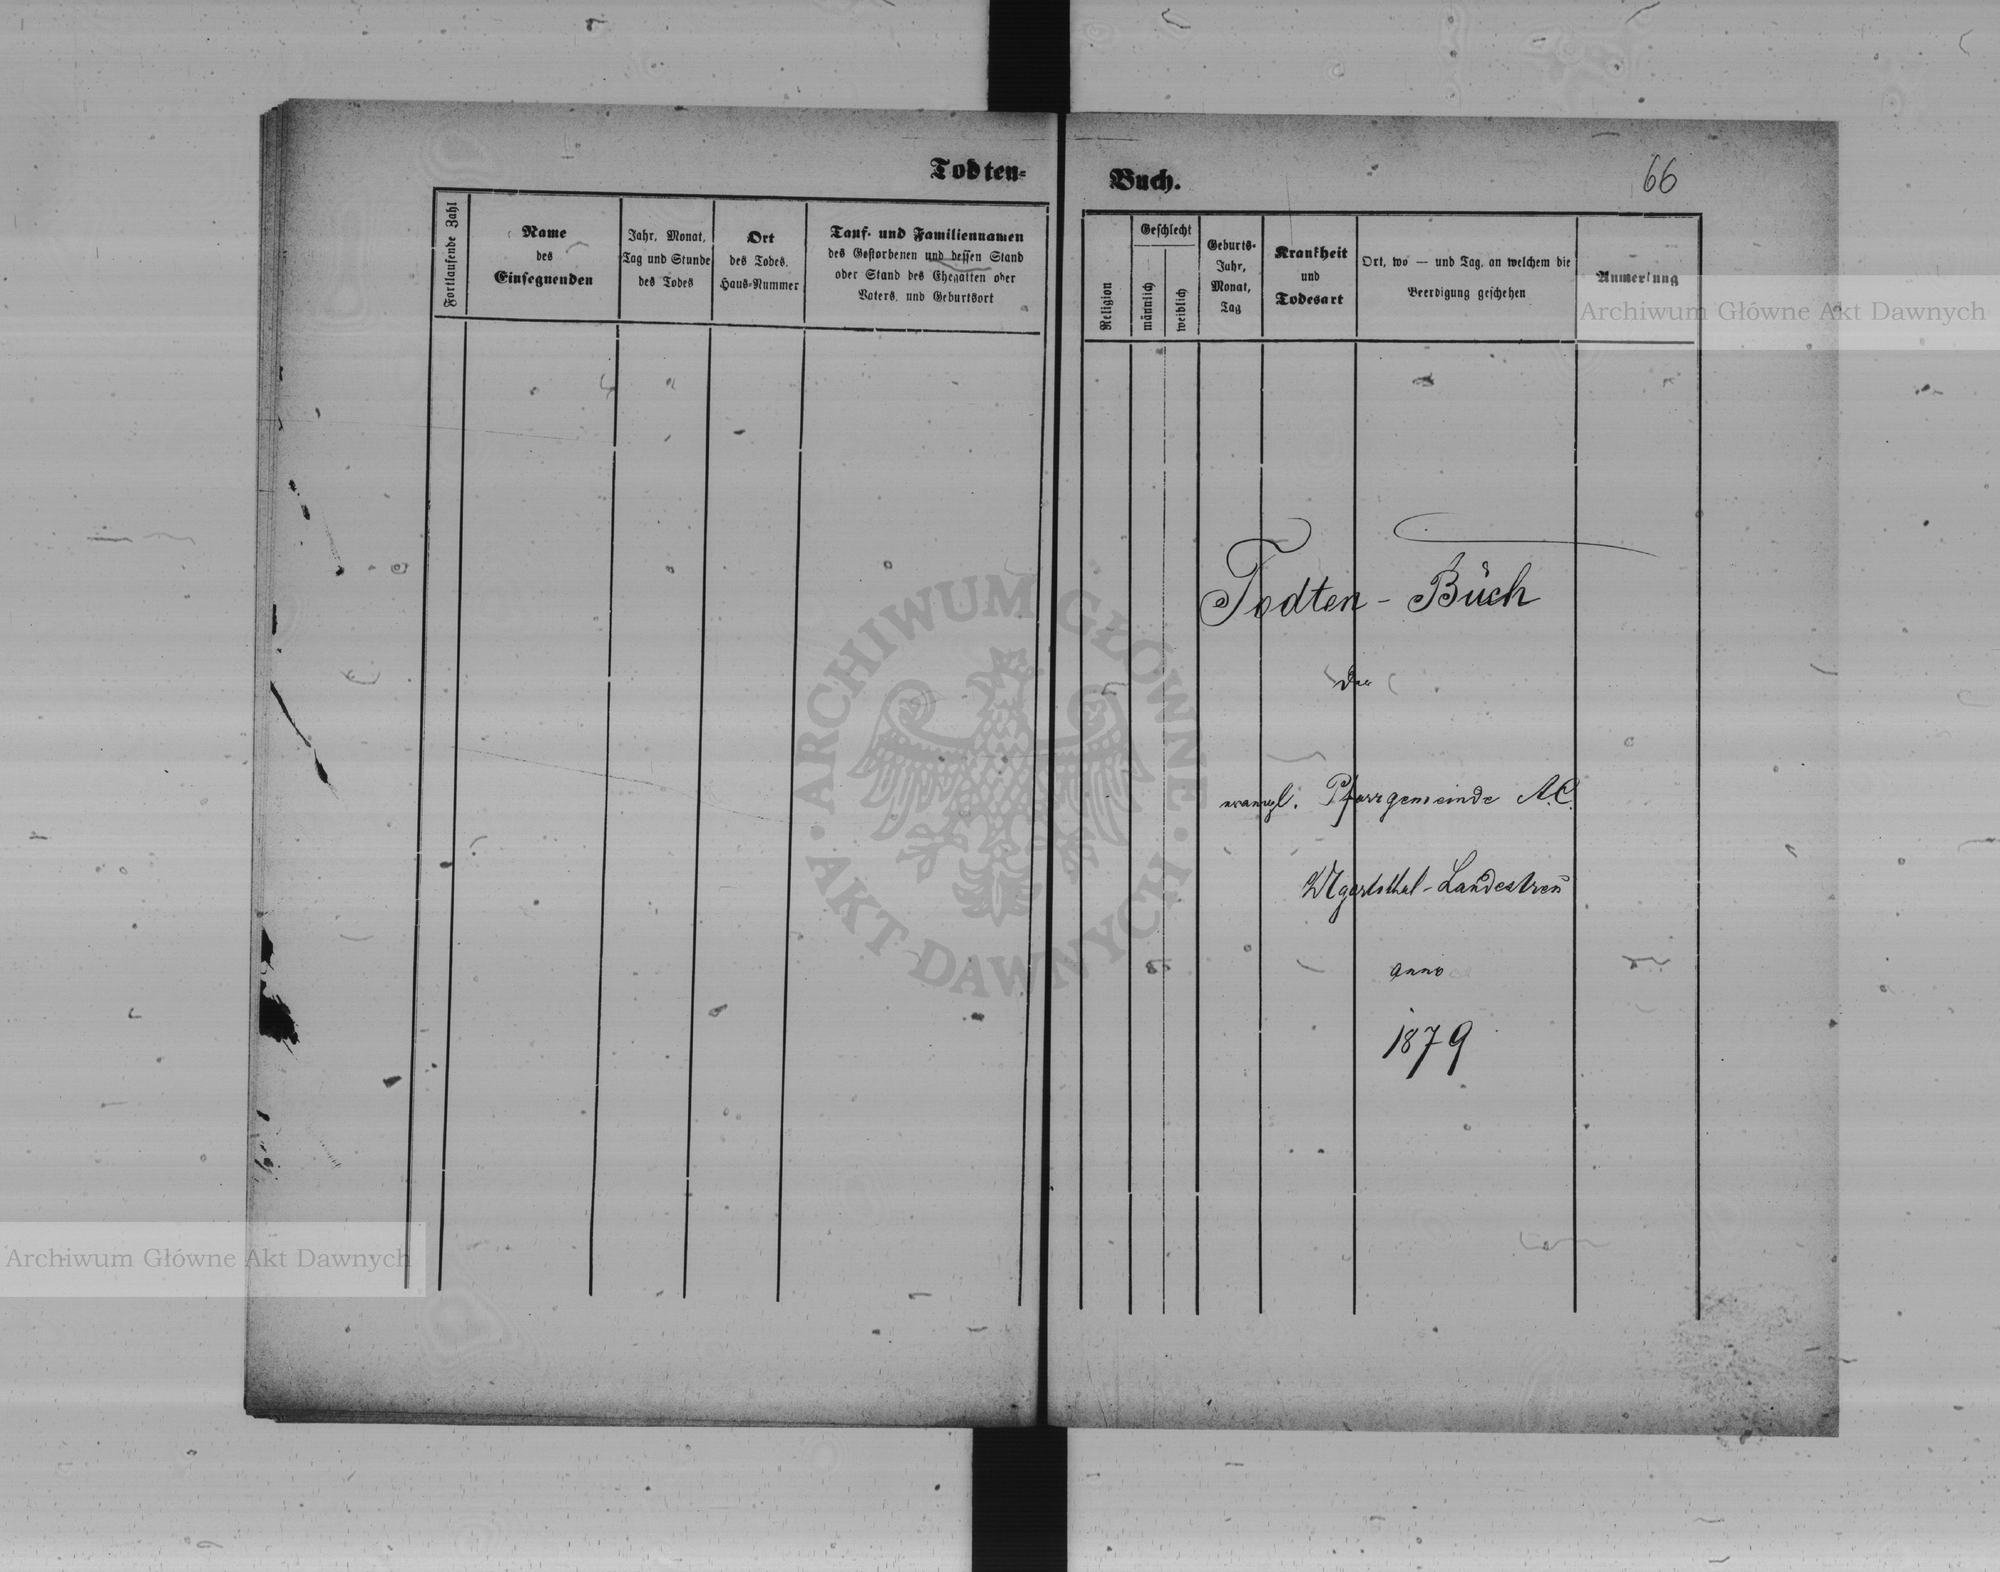 Todten-
Buch.
66
Fortlaufende Zahl
Name
des
Einsegnenden
Jahr, Monat,
Tag und Stunde
des Todes
Ort
des Todes,
Haus-Nummer
Tauf- und Familiennamen
des Gestorbenen und dessen Stand
oder Stand des Ehegatten oder
Vaters, und Geburtsort
Religion
Geschlecht
männlich
weiblich
Geburts-
Jahr,
Monat,
Tag
Krankheit
und
Todesart
Ort, wo — und Tag, an welchem die
Beerdigung geschehen
Anmerkung
Archiwum Główne Akt Dawnych
Todten - Buch
der
evangl. Pfarrgemeinde A.C.
Ugartsthal - Landestreu
anno
1879
ARCHIWUM GŁÓWNE
AKT DAWNYCH
Archiwum Główne Akt Dawnych